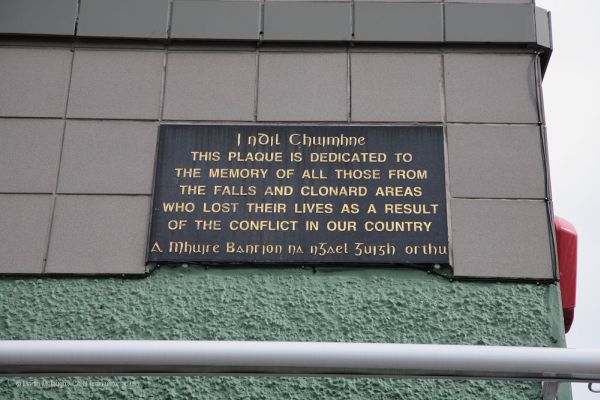 I nDil Chuimhne
THIS PLAQUE IS DEDICATED TO
THE MEMORY OF ALL THOSE FROM
THE FALLS AND CLONARD AREAS
WHO LOST THEIR LIVES AS A RESULT
OF THE CONFLICT IN OUR COUNTRY
A Mhuire Banríon na nGael Guigh orthu